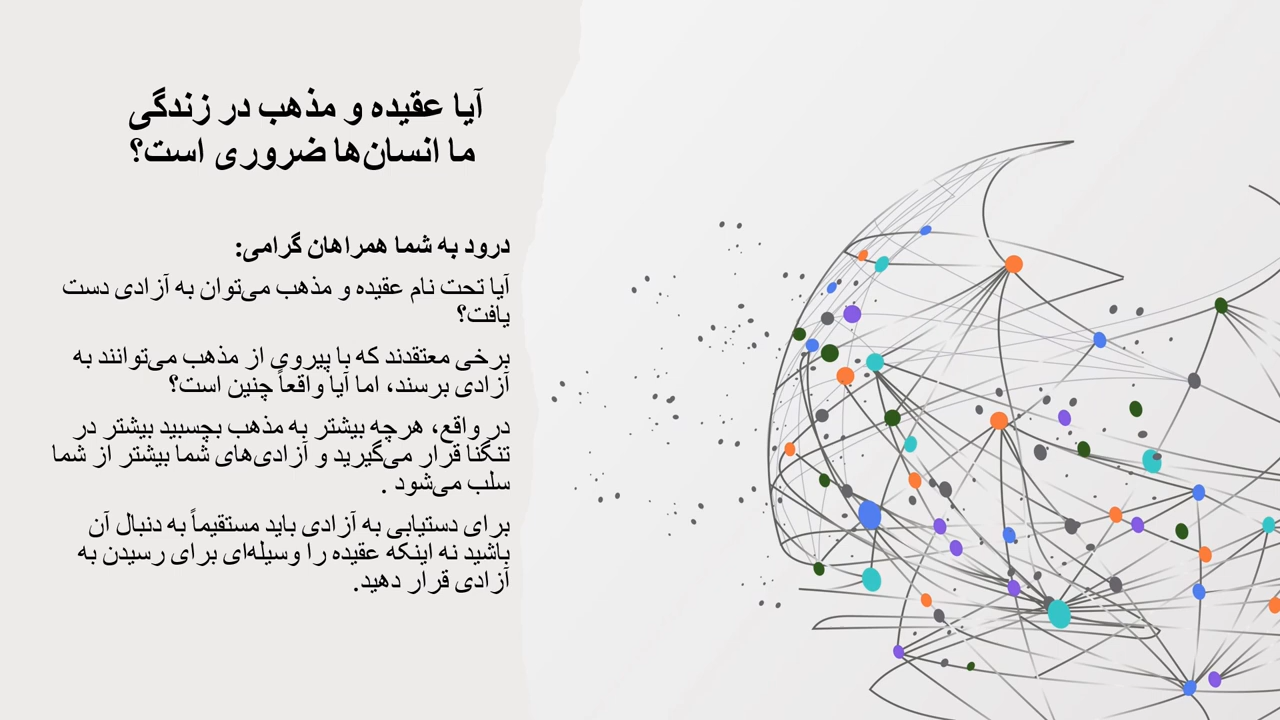 آیا عقیده و مذهب در زندگی
ما انسان‌ها ضروری است؟
درود به شما همراهان گرامی:
آیا تحت نام عقیده و مذهب می‌توان به آزادی دست
یافت؟
برخی معتقدند که با پیروی از مذهب می‌توانند به
آزادی برسند، اما آیا واقعاً چنین است؟
در واقع، هرچه بیشتر به مذهب بچسبید بیشتر در
تنگنا قرار می‌گیرید و آزادی‌های شما بیشتر از شما
سلب می‌شود .
برای دستیابی به آزادی باید مستقیماً به دنبال آن
باشید نه اینکه عقیده را وسیله‌ای برای رسیدن به
آزادی قرار دهید.